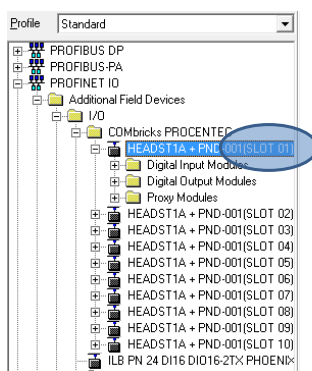 Profile Standard
PROFIBUS DP
PROFIBUS-PA
PROFINET IO
Additional Field Devices
I/O
COMbricks PROCENTEC
HEADST1A + PND-001(SLOT 01)
Digital Input Modules
Digital Output Modules
Proxy Modules
HEADST1A + PND-001(SLOT 02)
HEADST1A + PND-001(SLOT 03)
HEADST1A + PND-001(SLOT 04)
HEADST1A + PND-001(SLOT 05)
HEADST1A + PND-001(SLOT 06)
HEADST1A + PND-001(SLOT 07)
HEADST1A + PND-001(SLOT 08)
HEADST1A + PND-001(SLOT 09)
HEADST1A + PND-001(SLOT 10)
ILB PN 24 DI16 DIO16-2TX PHOENIX